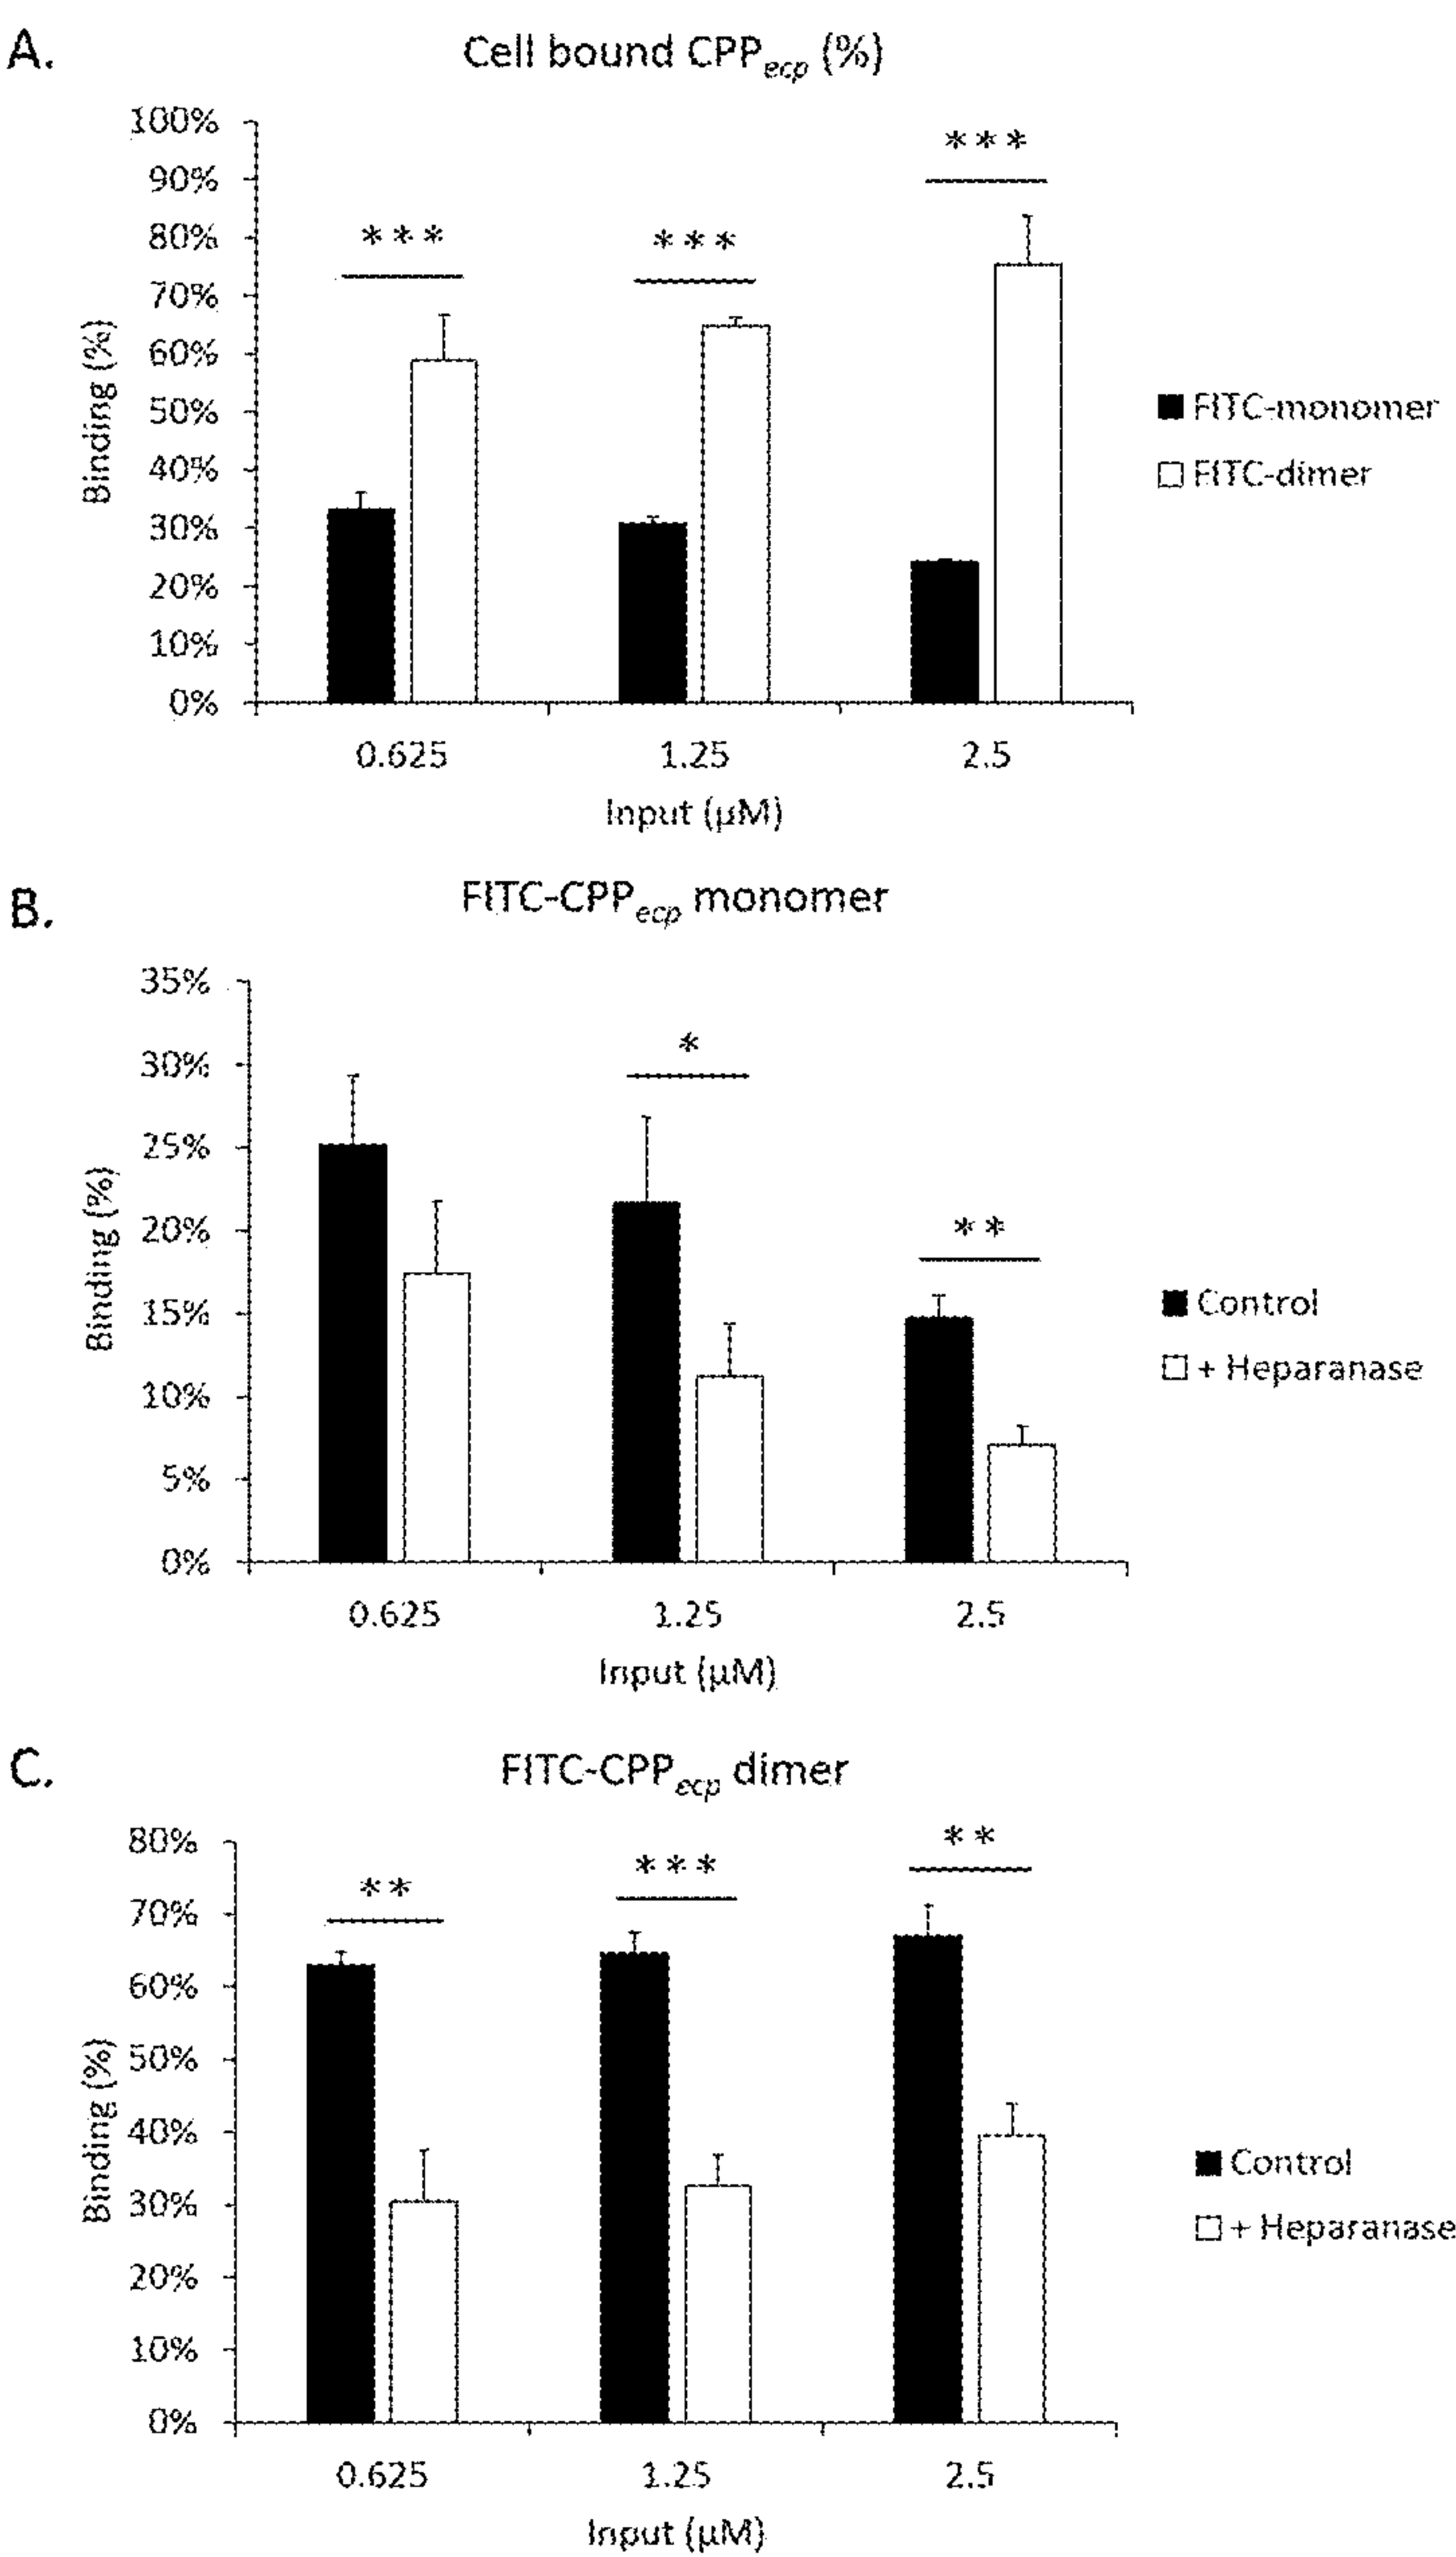 A.
Cell bound CPPecp (%)
100%
90%
80%
70%
60%
50%
40%
30%
20%
10%
0%
Binding (%)
***
***
***
FITC-monomer
FITC-dimer
0.625 1.25 2.5
Input (μM)
B.
FITC-CPPecp monomer
35%
30%
25%
20%
15%
10%
5%
0%
Binding (%)
*
**
Control
+ Heparanase
0.625 1.25 2.5
Input (μM)
C.
FITC-CPPecp dimer
80%
70%
60%
50%
40%
30%
20%
10%
0%
Binding (%)
**
***
**
Control
+ Heparanase
0.625 1.25 2.5
Input (μM)